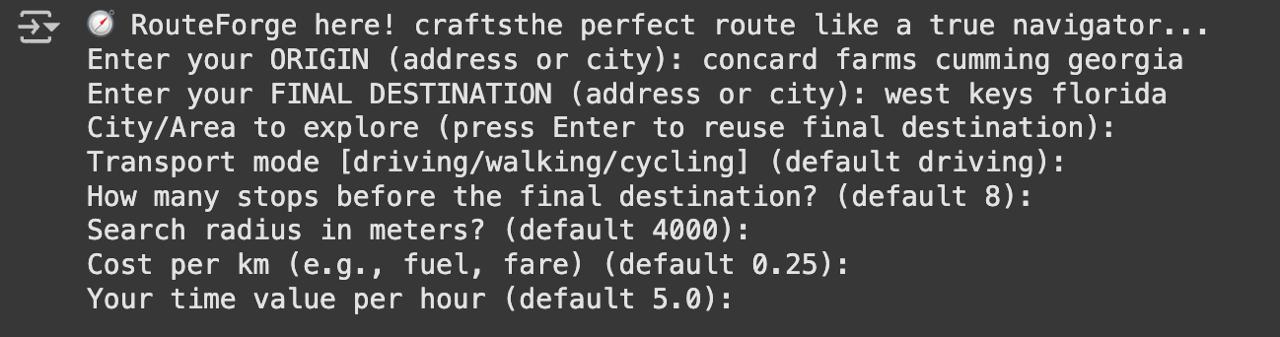 🧭 RouteForge here! craftsthe perfect route like a true navigator...
Enter your ORIGIN (address or city): concard farms cumming georgia
Enter your FINAL DESTINATION (address or city): west keys florida
City/Area to explore (press Enter to reuse final destination):
Transport mode [driving/walking/cycling] (default driving):
How many stops before the final destination? (default 8):
Search radius in meters? (default 4000):
Cost per km (e.g., fuel, fare) (default 0.25):
Your time value per hour (default 5.0):